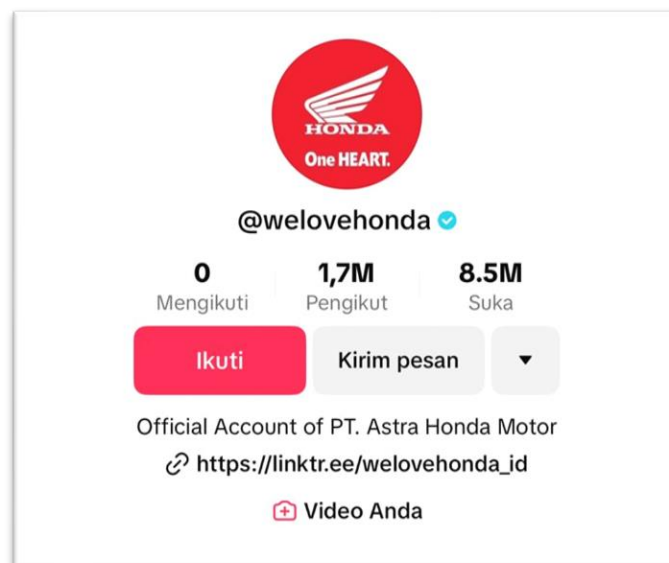 HONDA
One HEART.
@welovehonda
0 1,7M 8.5M
Mengikuti Pengikut Suka
Ikuti Kirim pesan
Official Account of PT. Astra Honda Motor
https://linktr.ee/welovehonda_id
Video Anda